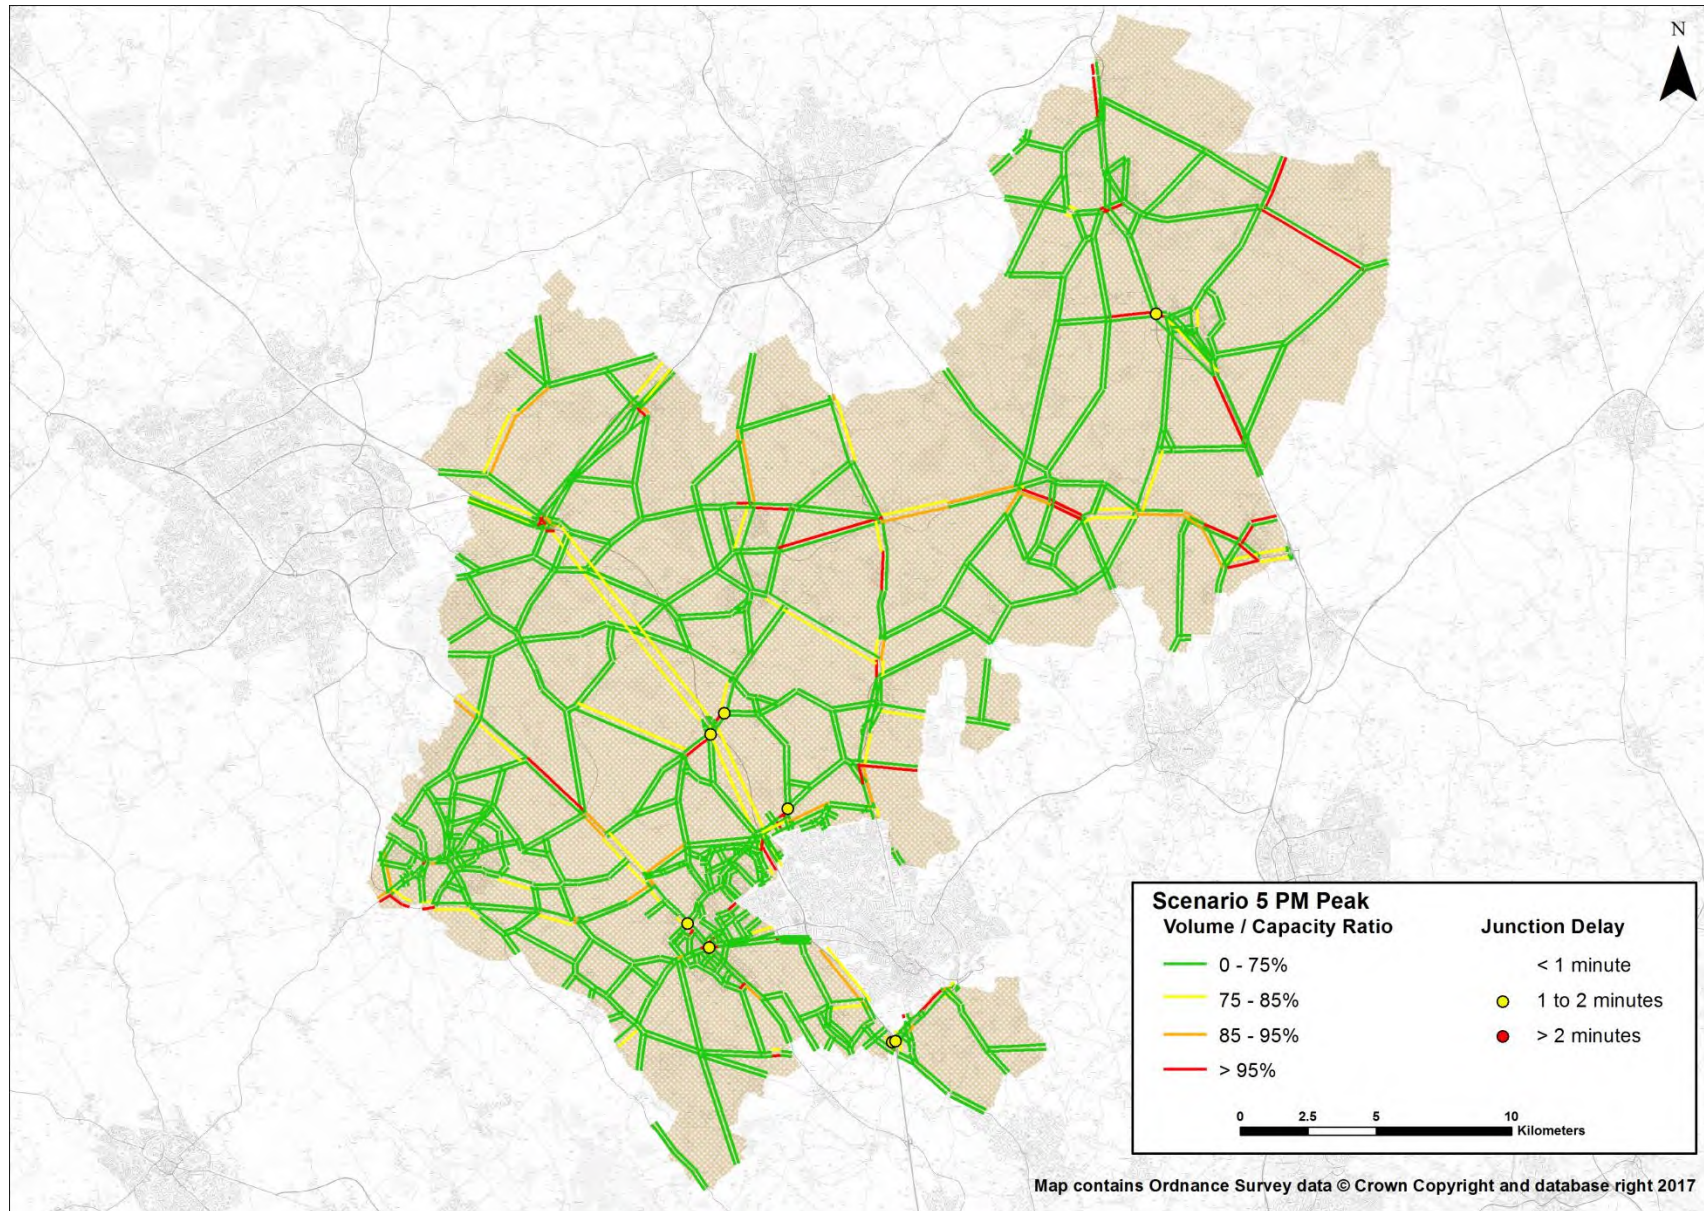 N
Scenario 5 PM Peak
Volume / Capacity Ratio
Junction Delay
0 - 75%
< 1 minute
75 - 85%
1 to 2 minutes
85 - 95%
> 2 minutes
> 95%
0 2.5 5 10
Kilometers
Map contains Ordnance Survey data © Crown Copyright and database right 2017